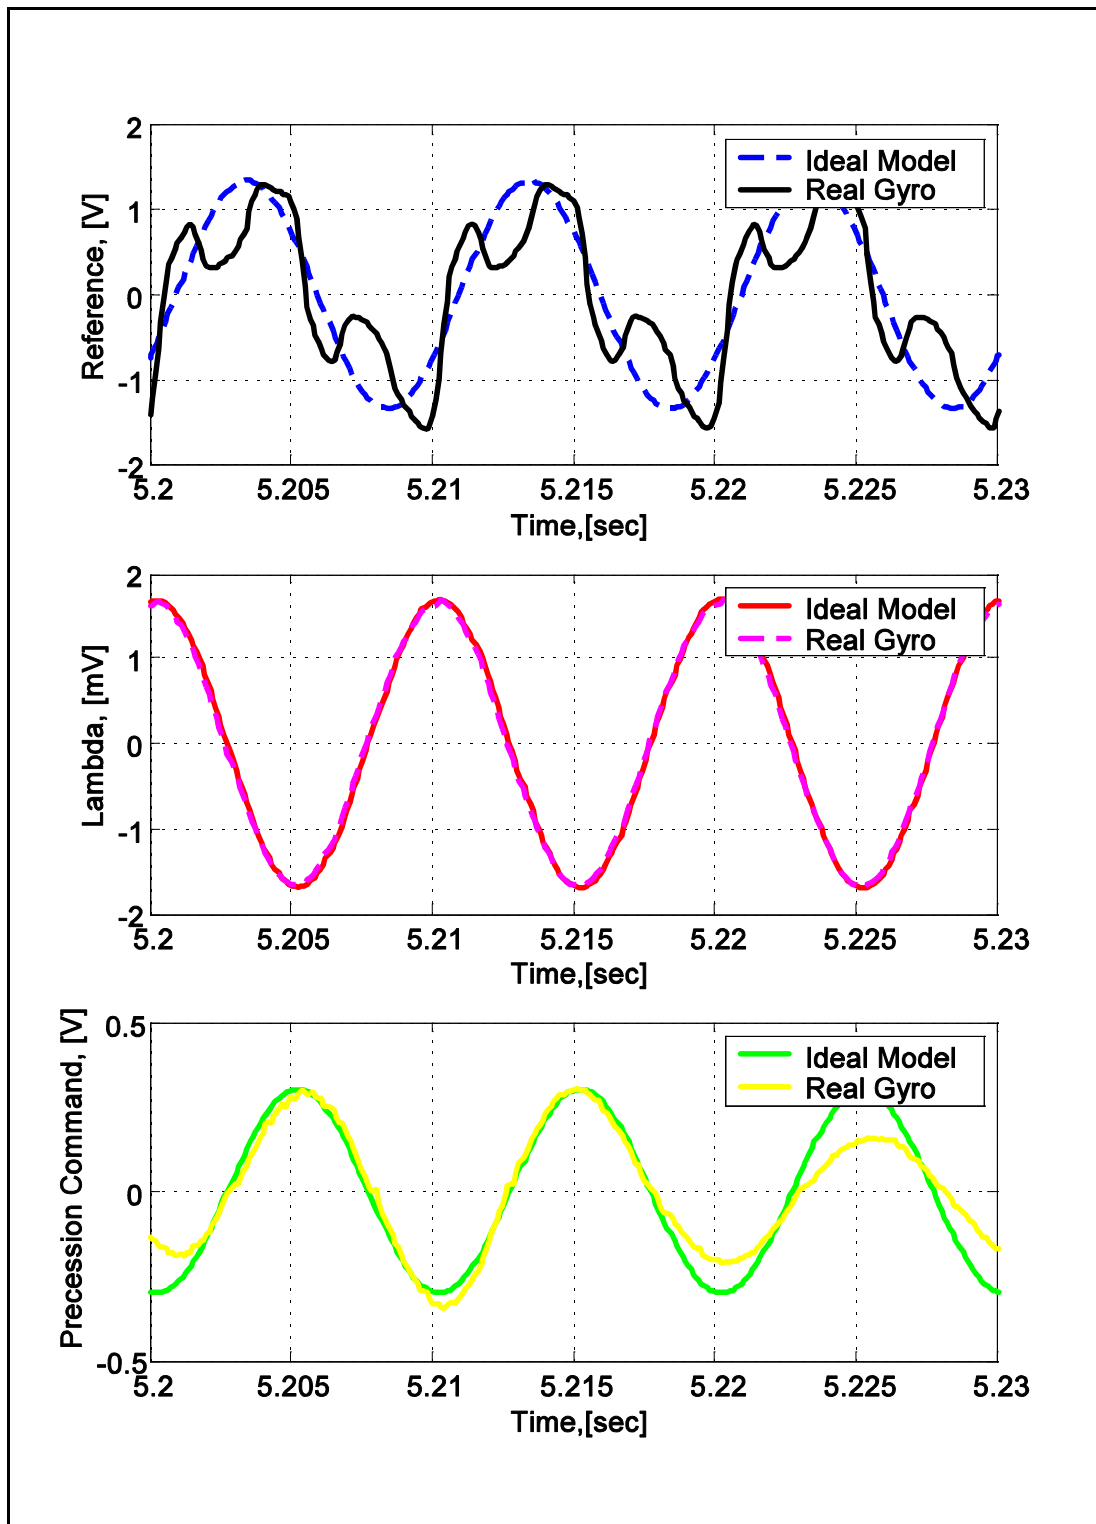 2
1
0
-1
-2
Reference, [V]
Ideal Model
Real Gyro
5.2 5.205 5.21 5.215 5.22 5.225 5.23
Time,[sec]
2
1
0
-1
-2
Lambda, [mV]
Ideal Model
Real Gyro
5.2 5.205 5.21 5.215 5.22 5.225 5.23
Time,[sec]
0.5
0
-0.5
Precession Command, [V]
Ideal Model
Real Gyro
5.2 5.205 5.21 5.215 5.22 5.225 5.23
Time,[sec]